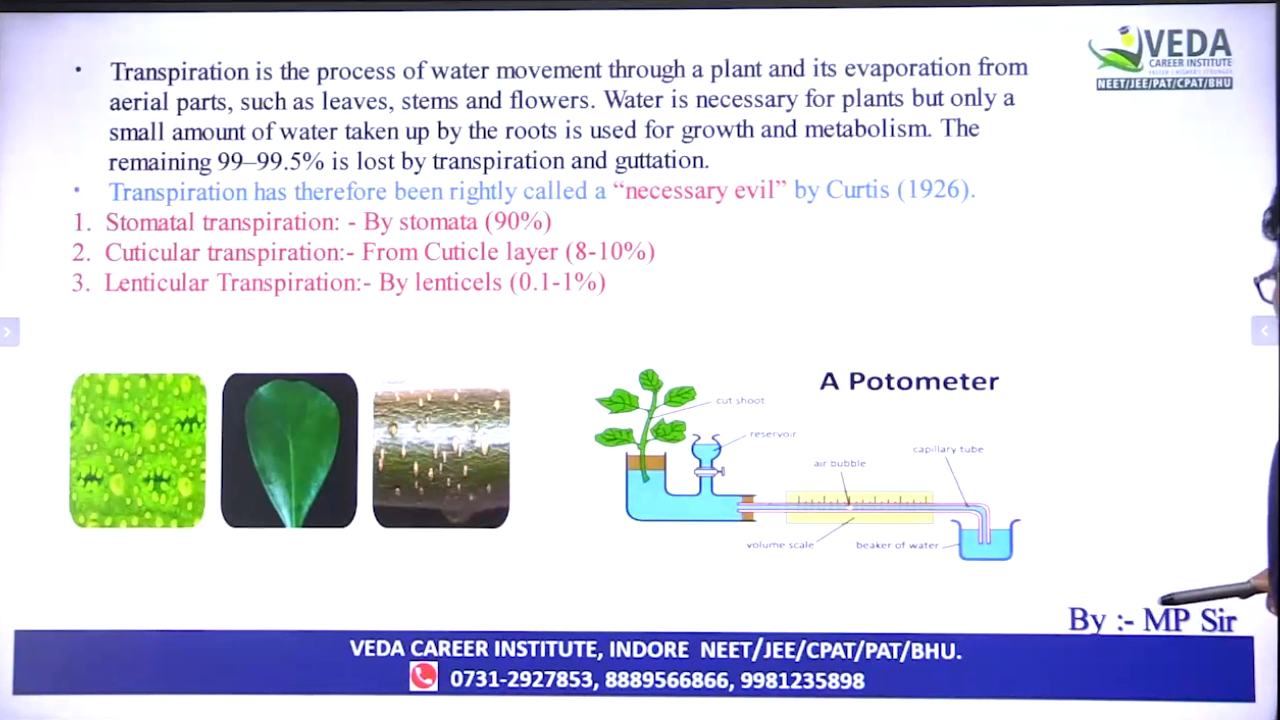 VEDA
CAREER INSTITUTE
FASTER | HIGHER | STRONGER
NEET/JEE/PAT/CPAT/BHU
• Transpiration is the process of water movement through a plant and its evaporation from
aerial parts, such as leaves, stems and flowers. Water is necessary for plants but only a
small amount of water taken up by the roots is used for growth and metabolism. The
remaining 99–99.5% is lost by transpiration and guttation.
• Transpiration has therefore been rightly called a “necessary evil” by Curtis (1926).
1. Stomatal transpiration: - By stomata (90%)
2. Cuticular transpiration:- From Cuticle layer (8-10%)
3. Lenticular Transpiration:- By lenticels (0.1-1%)
A Potometer
cut shoot
reservoir
air bubble
capillary tube
volume scale
beaker of water
By :- MP Sir
VEDA CAREER INSTITUTE, INDORE NEET/JEE/CPAT/PAT/BHU.
0731-2927853, 8889566866, 9981235898